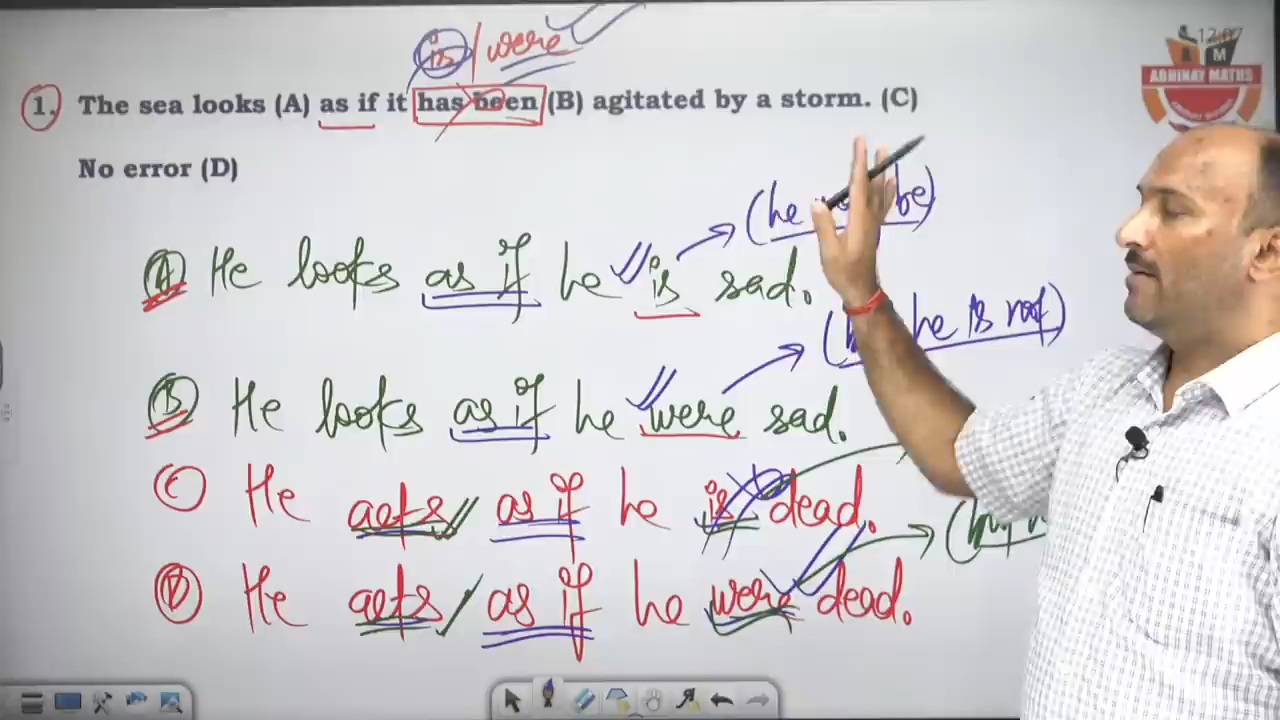 is / were
1. The sea looks (A) as if it has been (B) agitated by a storm. (C)
No error (D)
(he be)
(A) He looks as if he is sad.
(he is not)
(B) He looks as if he were sad.
(C) He acts as if he is dead.
(D) He acts as if he were dead.
12:07
A M
ABHINAY MATHS